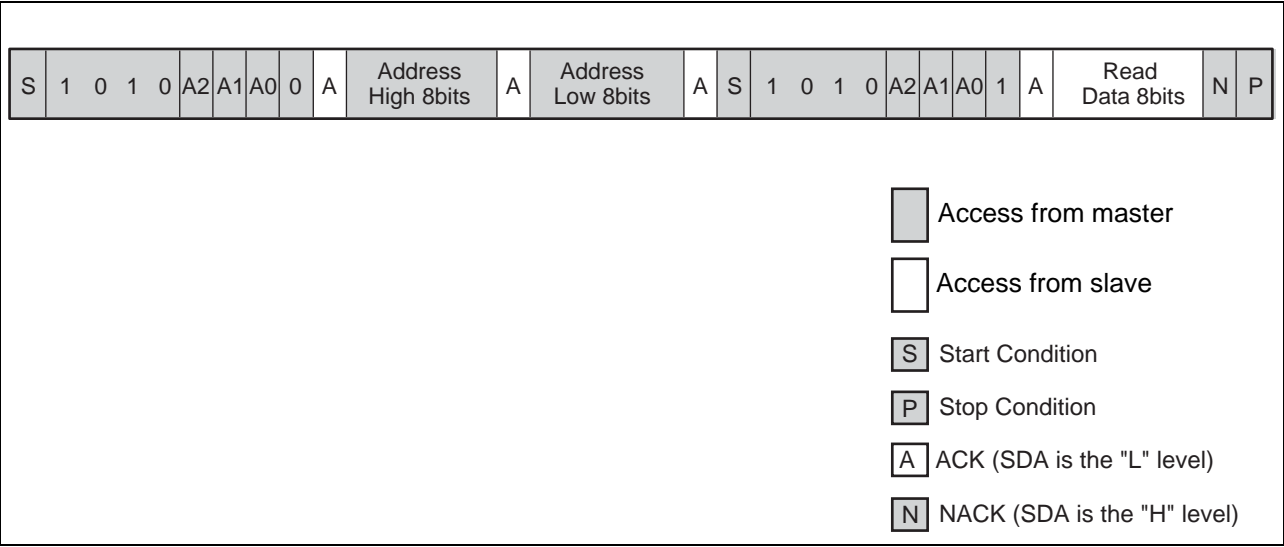 S 1 0 1 0 A2 A1 A0 0 A Address High 8bits A Address Low 8bits A S 1 0 1 0 A2 A1 A0 1 A Read Data 8bits N P
Access from master
Access from slave
S Start Condition
P Stop Condition
A ACK (SDA is the "L" level)
N NACK (SDA is the "H" level)